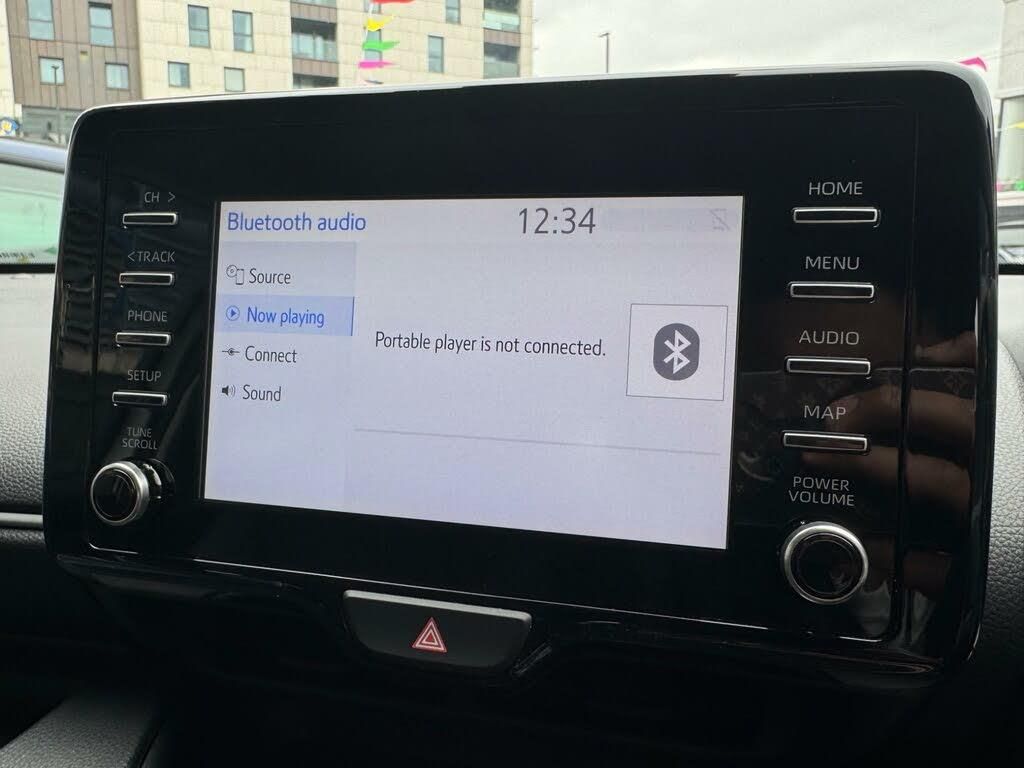 CH >
<TRACK
PHONE
SETUP
TUNE
SCROLL
Bluetooth audio
12:34
Source
Now playing
Connect
Sound
Portable player is not connected.
HOME
MENU
AUDIO
MAP
POWER
VOLUME